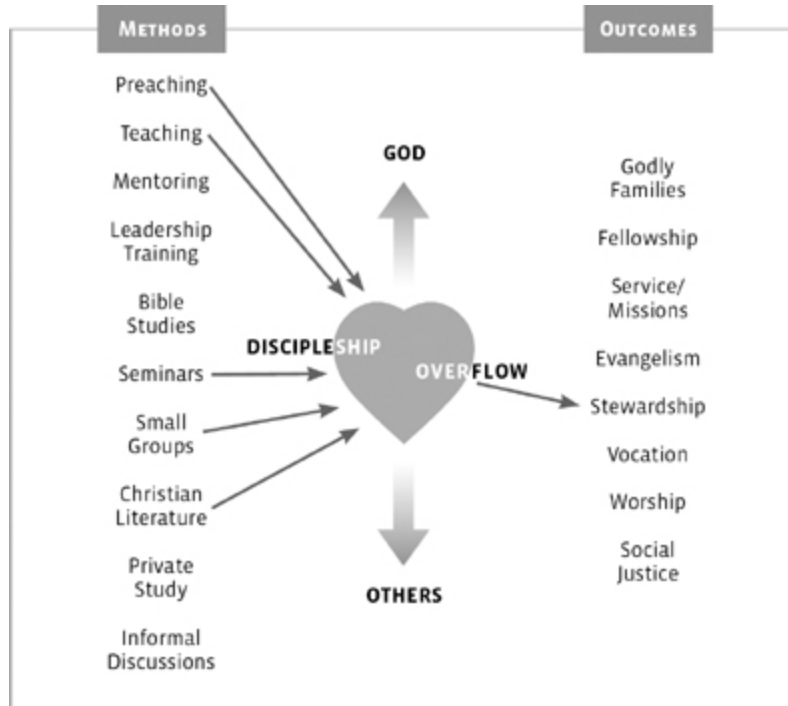 METHODS
OUTCOMES
Preaching
Teaching
Mentoring
Leadership
Training
Bible
Studies
Seminars
Small
Groups
Christian
Literature
Private
Study
Informal
Discussions
GOD
DISCIPLESHIP
OVERFLOW
OTHERS
Godly
Families
Fellowship
Service/
Missions
Evangelism
Stewardship
Vocation
Worship
Social
Justice